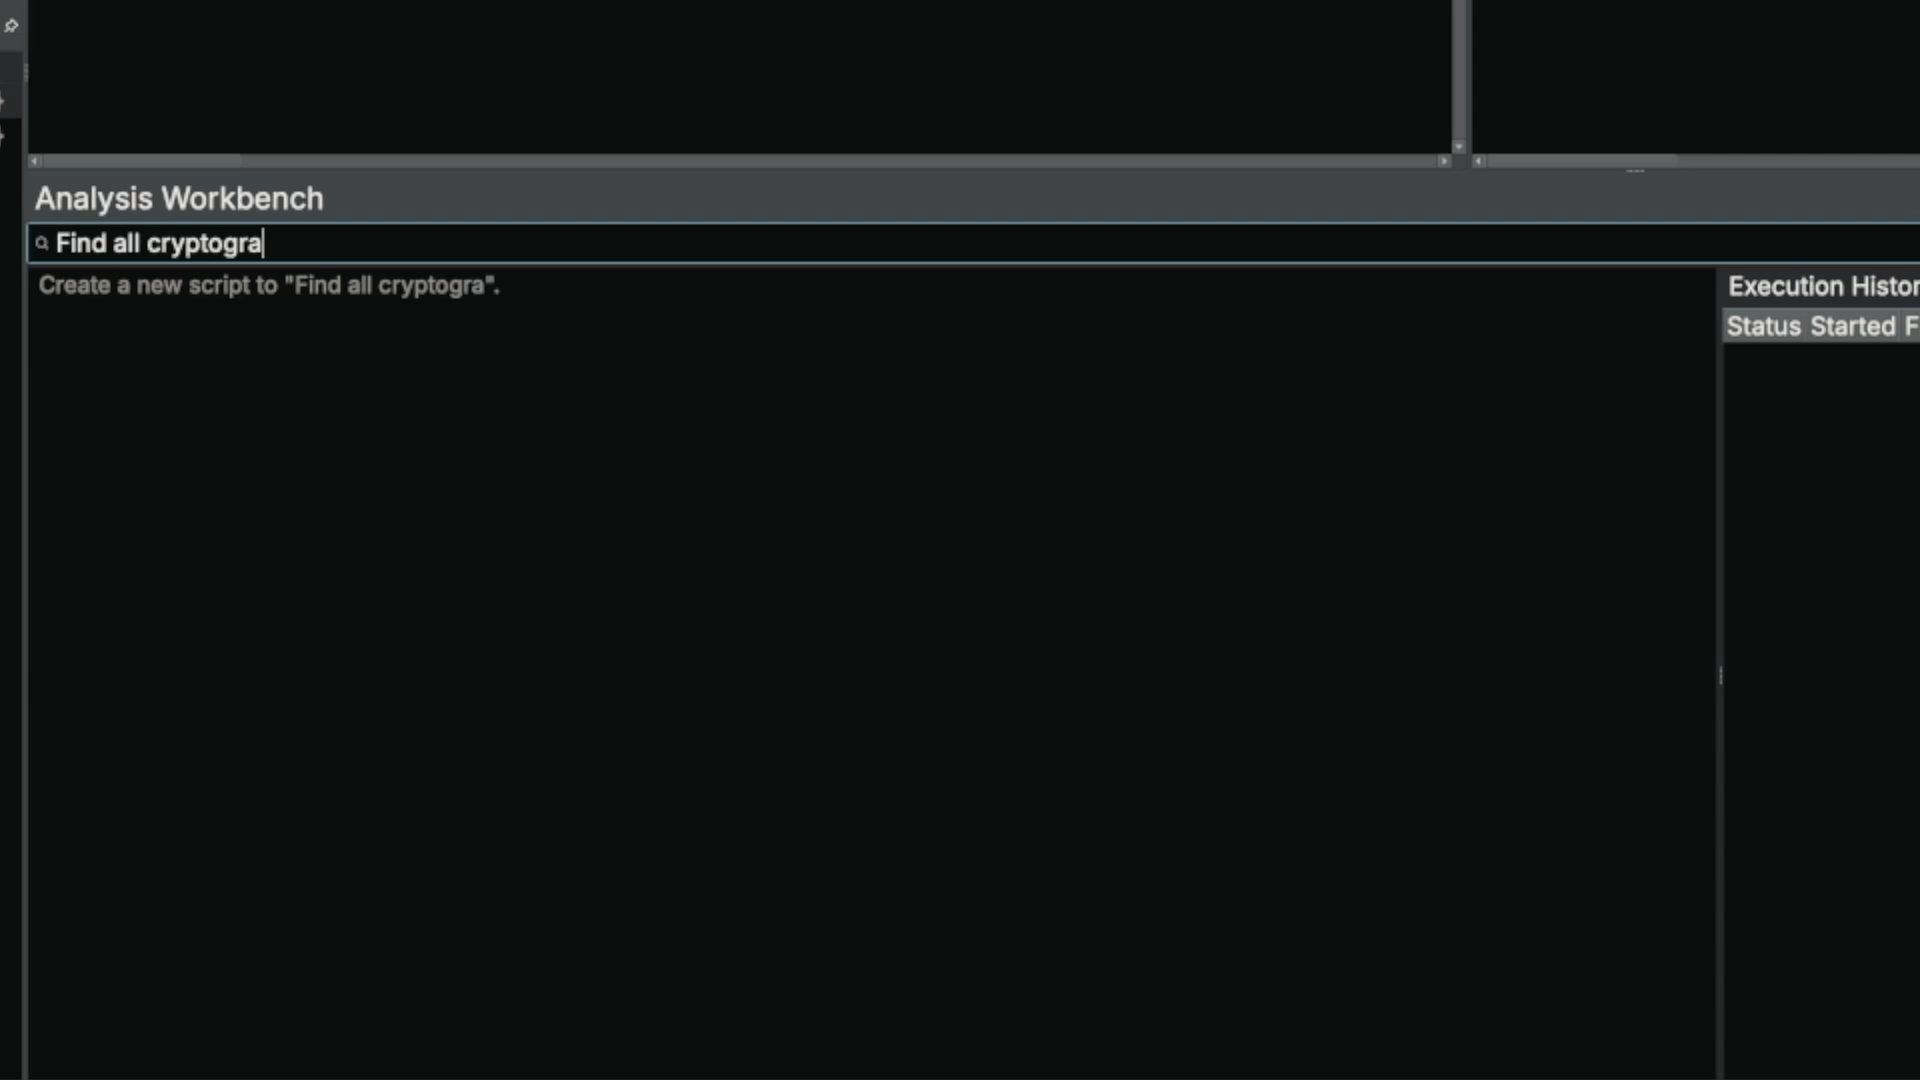 Analysis Workbench
Find all cryptogra
Create a new script to "Find all cryptogra".
Execution Histor
Status Started F